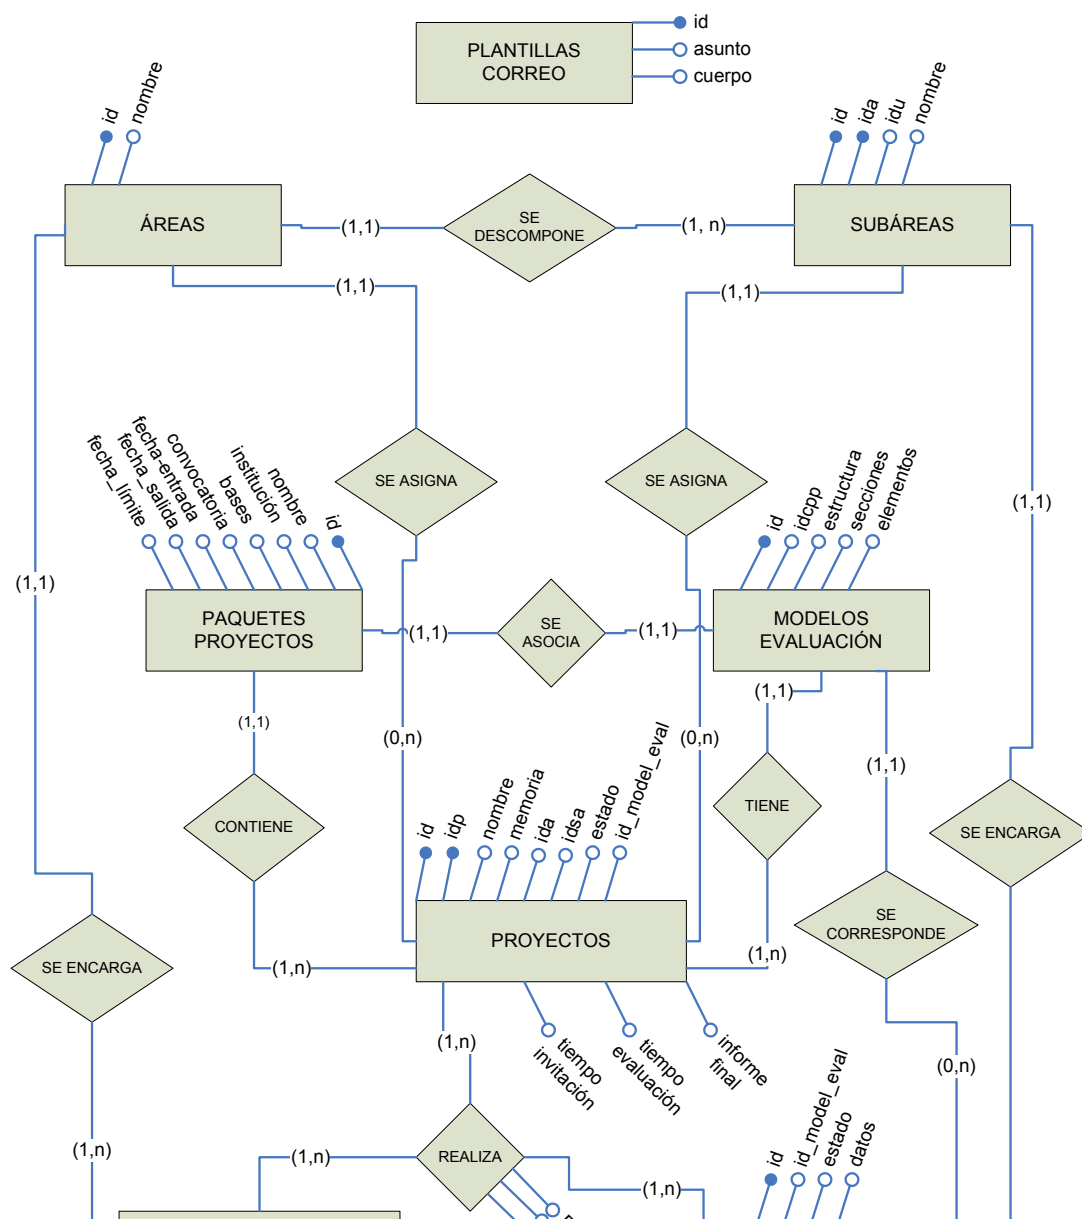 PLANTILLAS
CORREO
id
asunto
cuerpo
id
nombre
id
ida
idu
nombre
ÁREAS
(1,1)
SE
DESCOMPONE
(1, n)
SUBÁREAS
(1,1)
(1,1)
fecha_límite
fecha_salida
fecha-entrada
convocatoria
bases
institución
nombre
id
SE ASIGNA
SE ASIGNA
id
idcpp
estructura
secciones
elementos
(1,1)
(1,1)
PAQUETES
PROYECTOS
(1,1)
SE
ASOCIA
(1,1)
MODELOS
EVALUACIÓN
(1,1)
(1,1)
(0,n)
(0,n)
(1,1)
CONTIENE
TIENE
SE ENCARGA
id
idp
nombre
memoria
ida
idsa
estado
id_model_eval
PROYECTOS
SE
CORRESPONDE
SE ENCARGA
(1,n)
(1,n)
tiempo
invitación
tiempo
evaluación
informe
final
(1,n)
(0,n)
(1,n)
(1,n)
REALIZA
(1,n)
id
id_model_eval
estado
datos